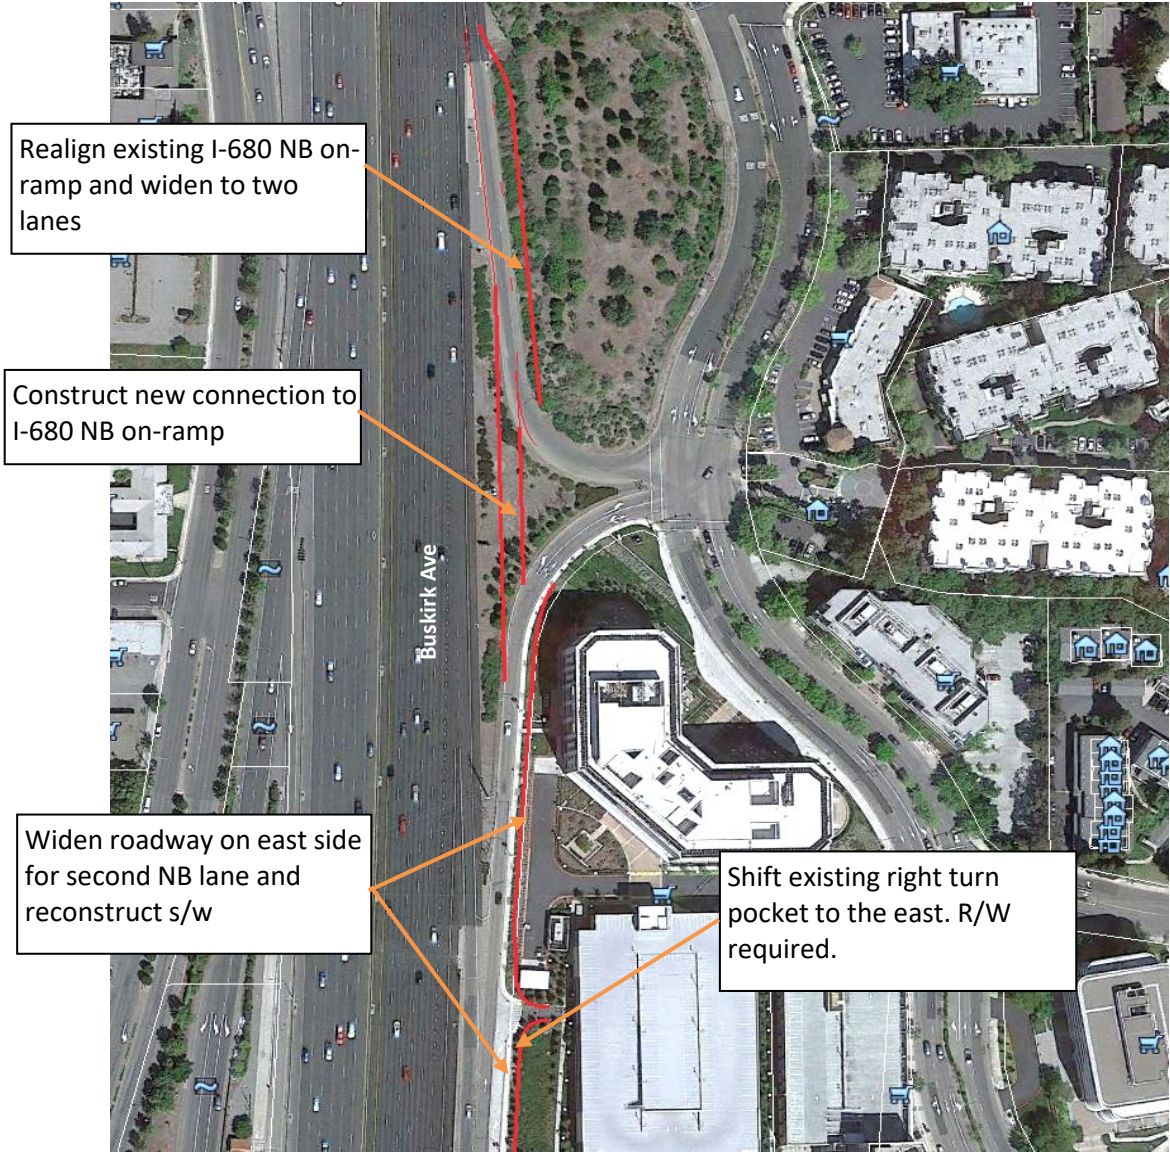 Realign existing I-680 NB on-
ramp and widen to two
lanes
Construct new connection to
I-680 NB on-ramp
Buskirk Ave
Widen roadway on east side
for second NB lane and
reconstruct s/w
Shift existing right turn
pocket to the east. R/W
required.